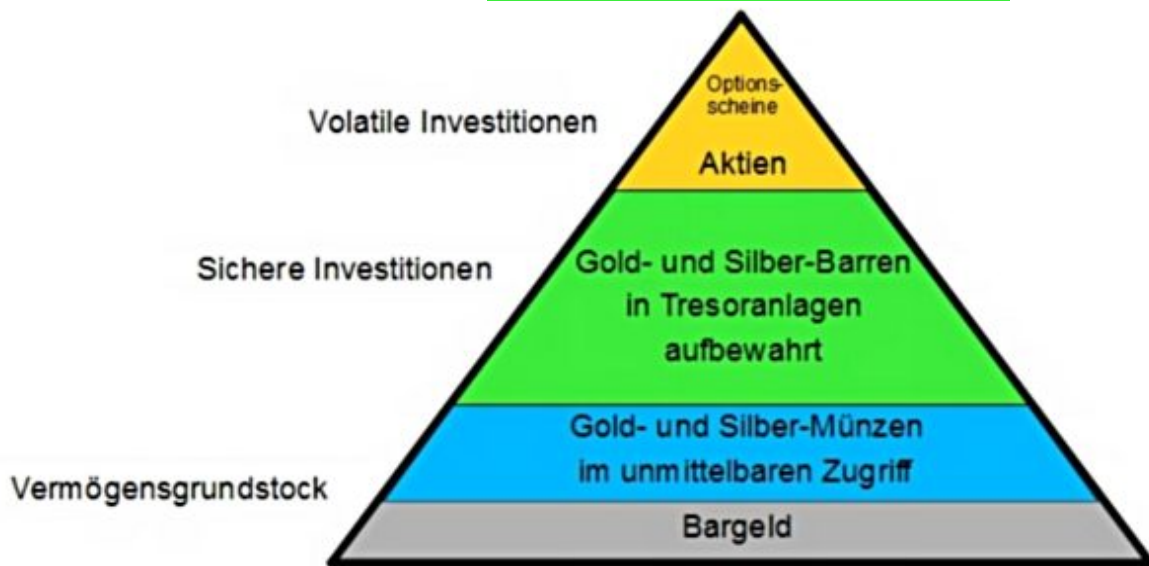 Options-
scheine
Volatile Investitionen
Aktien
Sichere Investitionen
Gold- und Silber-Barren
in Tresoranlagen
aufbewahrt
Gold- und Silber-Münzen
im unmittelbaren Zugriff
Vermögensgrundstock
Bargeld